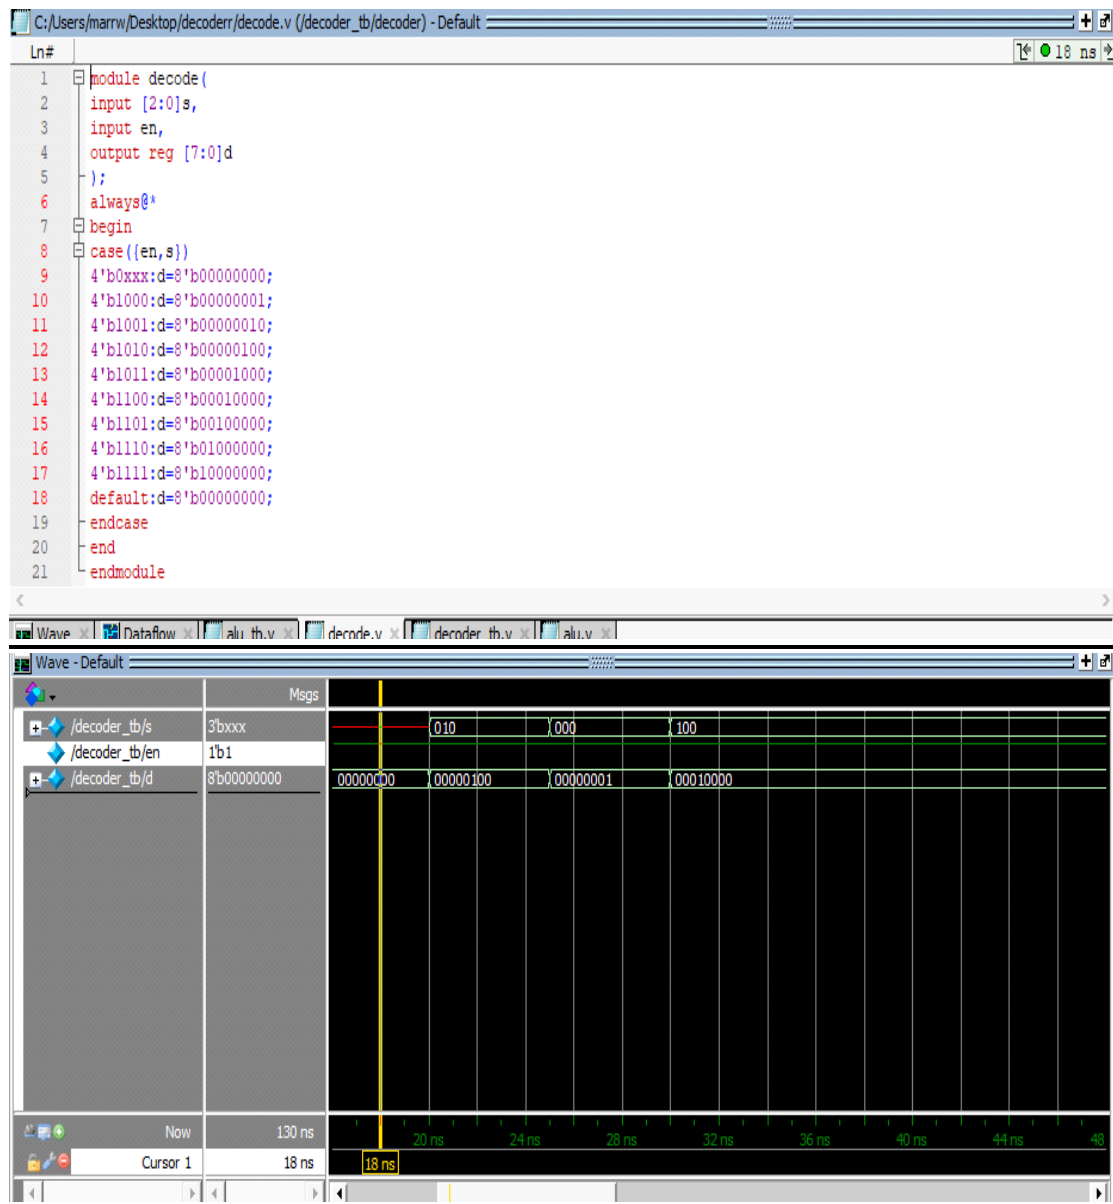 C:/Users/marrw/Desktop/decoderr/decode.v (/decoder_tb/decoder) - Default
Ln#
18 ns
1 module decode(
2 input [2:0]s,
3 input en,
4 output reg [7:0]d
5 );
6 always@*
7 begin
8 case({en,s})
9 4'b0xxx:d=8'b00000000;
10 4'b1000:d=8'b00000001;
11 4'b1001:d=8'b00000010;
12 4'b1010:d=8'b00000100;
13 4'b1011:d=8'b00001000;
14 4'b1100:d=8'b00010000;
15 4'b1101:d=8'b00100000;
16 4'b1110:d=8'b01000000;
17 4'b1111:d=8'b10000000;
18 default:d=8'b00000000;
19 endcase
20 end
21 endmodule
Wave Dataflow alu_tb.v decode.v decoder_tb.v alu.v
Wave - Default
Msgs
/decoder_tb/s 3'bxxx 010 000 100
/decoder_tb/en 1'b1
/decoder_tb/d 8'b00000000 00000000 00000100 00000001 00010000
Now 130 ns 20 ns 24 ns 28 ns 32 ns 36 ns 40 ns 44 ns 48
Cursor 1 18 ns 18 ns